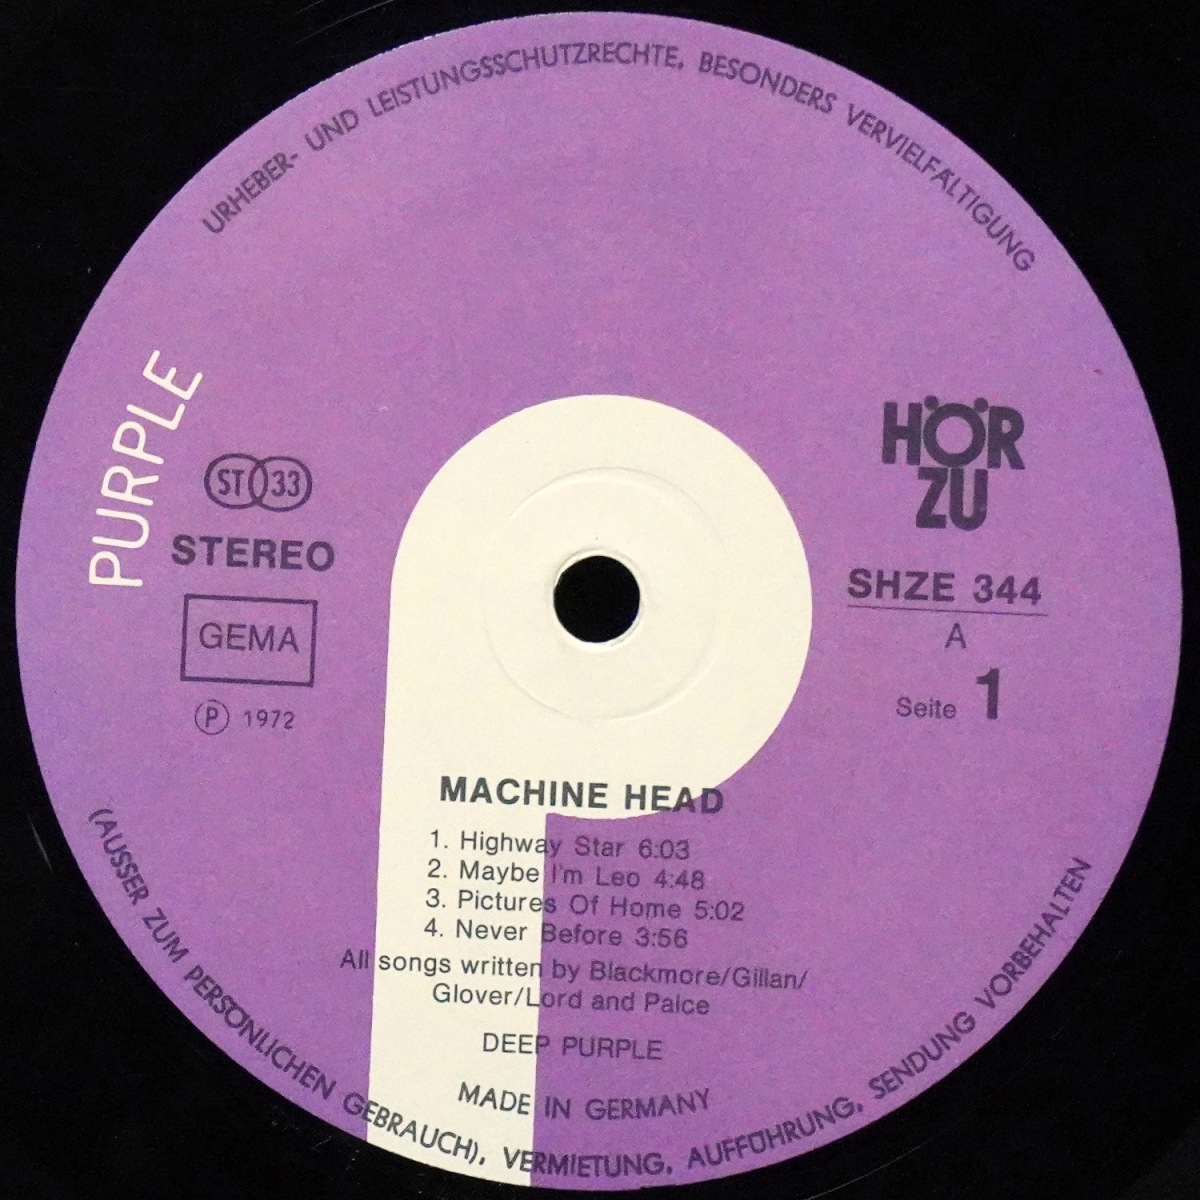 URHEBER- UND LEISTUNGSSCHUTZRECHTE, BESONDERS VERVIELFÄLTIGUNG
PURPLE
ST 33
STEREO
GEMA
Ⓟ 1972
HÖR
ZU
SHZE 344
A
Seite 1
MACHINE HEAD
1. Highway Star 6:03
2. Maybe I'm Leo 4:48
3. Pictures Of Home 5:02
4. Never Before 3:56
All songs written by Blackmore/Gillan/
Glover/Lord and Paice
DEEP PURPLE
MADE IN GERMANY
(AUSSER ZUM PERSÖNLICHEN GEBRAUCH), VERMIETUNG, AUFFÜHRUNG, SENDUNG VORBEHALTEN